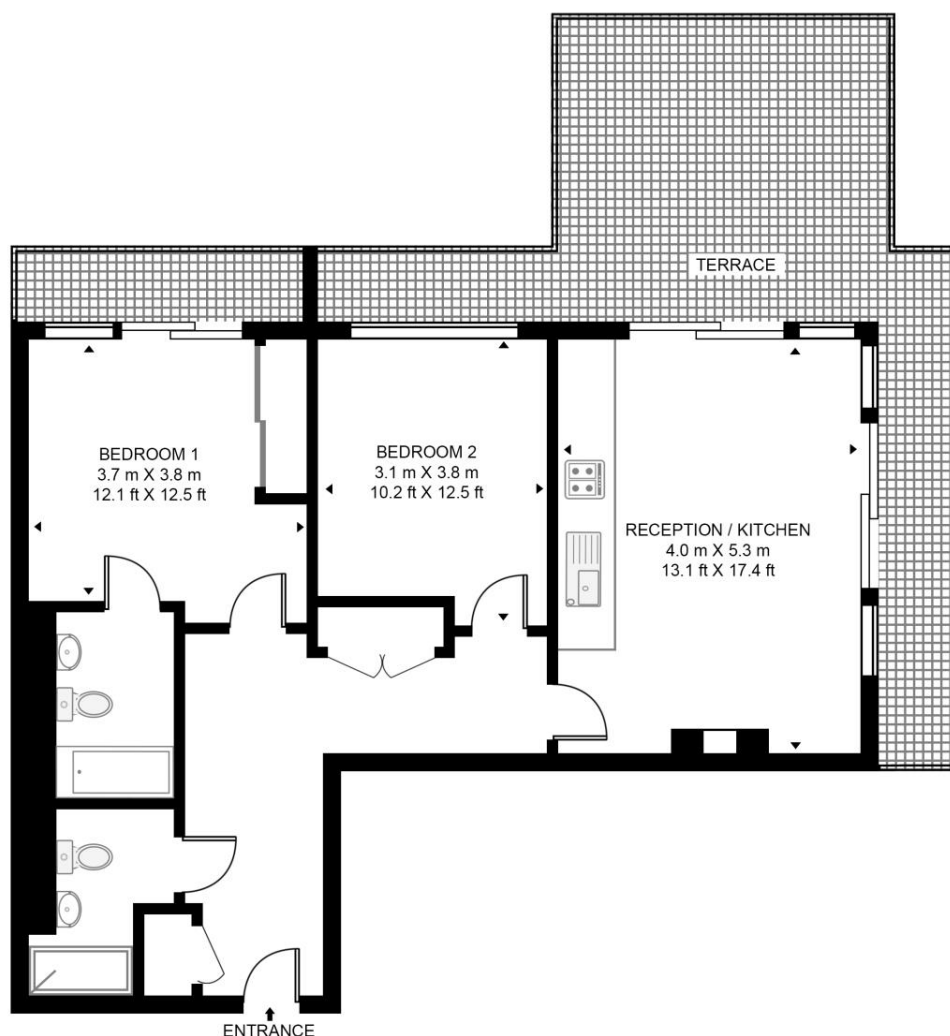 TERRACE
BEDROOM 1
3.7 m X 3.8 m
12.1 ft X 12.5 ft
BEDROOM 2
3.1 m X 3.8 m
10.2 ft X 12.5 ft
RECEPTION / KITCHEN
4.0 m X 5.3 m
13.1 ft X 17.4 ft
ENTRANCE